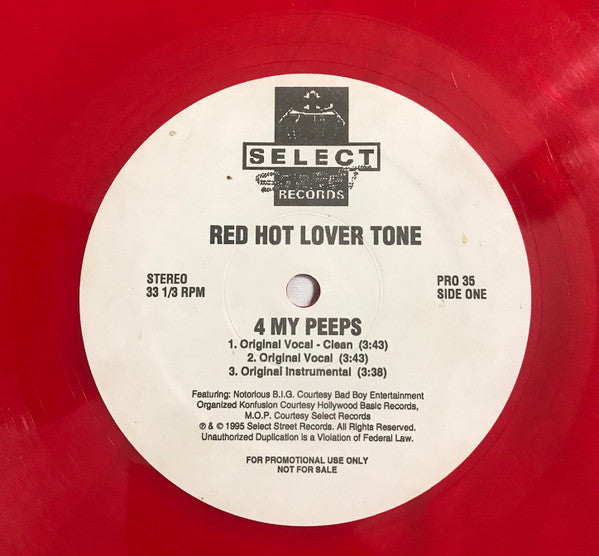 SELECT
RECORDS
RED HOT LOVER TONE
STEREO
33 1/3 RPM
PRO 35
SIDE ONE
4 MY PEEPS
1. Original Vocal - Clean (3:43)
2. Original Vocal (3:43)
3. Original Instrumental (3:38)
Featuring: Notorious B.I.G. Courtesy Bad Boy Entertainment
Organized Konfusion Courtesy Hollywood Basic Records,
M.O.P. Courtesy Select Records
℗ & © 1995 Select Street Records. All Rights Reserved.
Unauthorized Duplication is a Violation of Federal Law.
FOR PROMOTIONAL USE ONLY
NOT FOR SALE